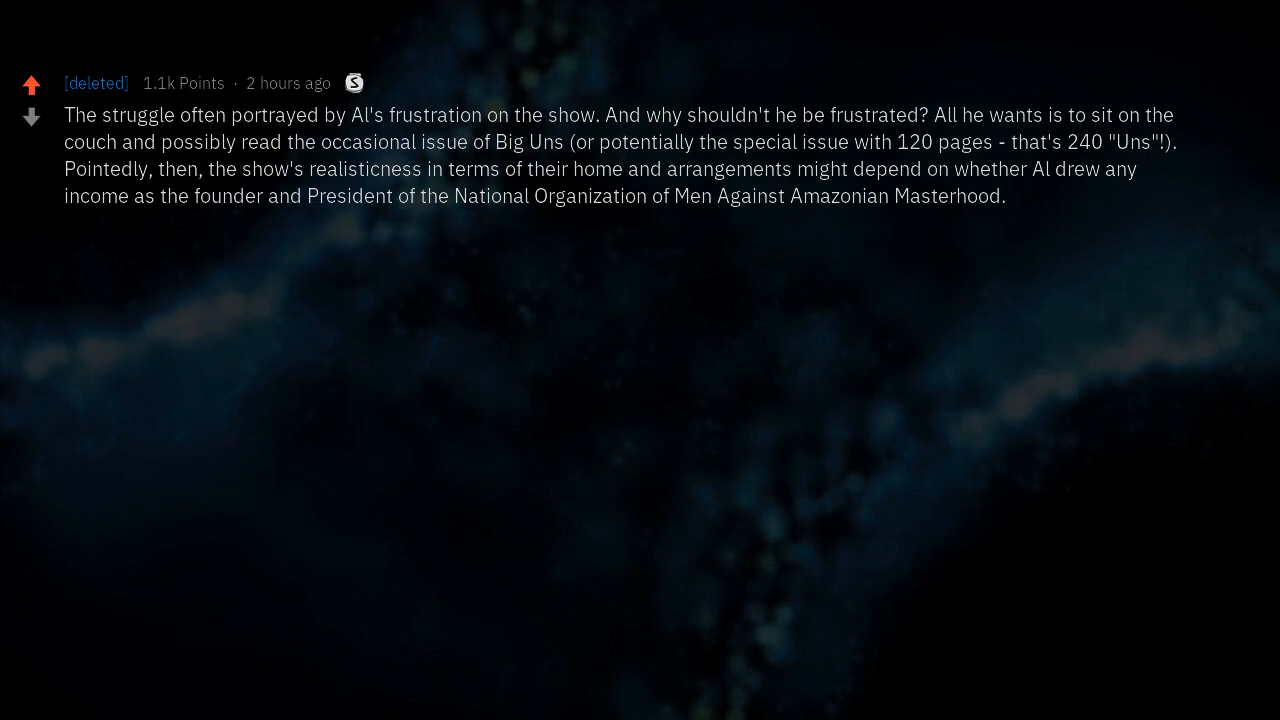 [deleted] 1.1k Points · 2 hours ago S
The struggle often portrayed by Al's frustration on the show. And why shouldn't he be frustrated? All he wants is to sit on the
couch and possibly read the occasional issue of Big Uns (or potentially the special issue with 120 pages - that's 240 "Uns"!).
Pointedly, then, the show's realisticness in terms of their home and arrangements might depend on whether Al drew any
income as the founder and President of the National Organization of Men Against Amazonian Masterhood.